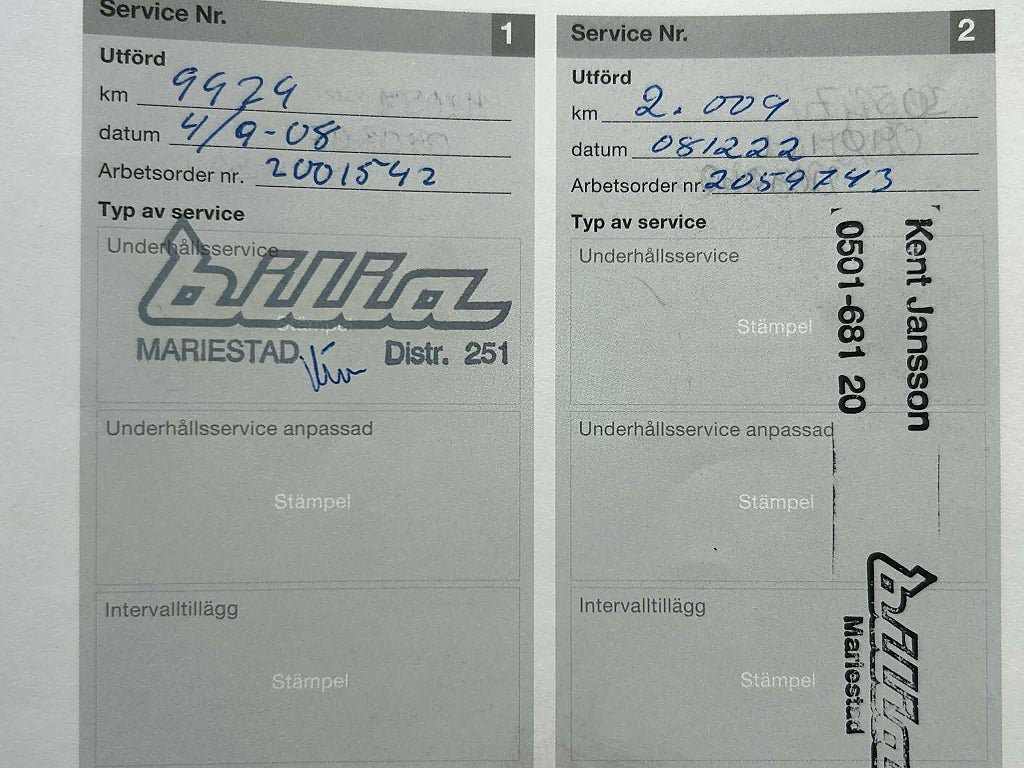 Service Nr. 1
Utförd
km 9929
datum 4/9-08
Arbetsorder nr. 2001542
Typ av service
Underhållsservice
Stämpel
billia
MARIESTAD Distr. 251
Underhållsservice anpassad
Stämpel
Intervalltillägg
Stämpel
Service Nr. 2
Utförd
km 2.009
datum 081222
Arbetsorder nr. 2059743
Typ av service
Underhållsservice
Stämpel
Kent Jansson
0501-681 20
Underhållsservice anpassad
Stämpel
Intervalltillägg
Stämpel
billia
Mariestad